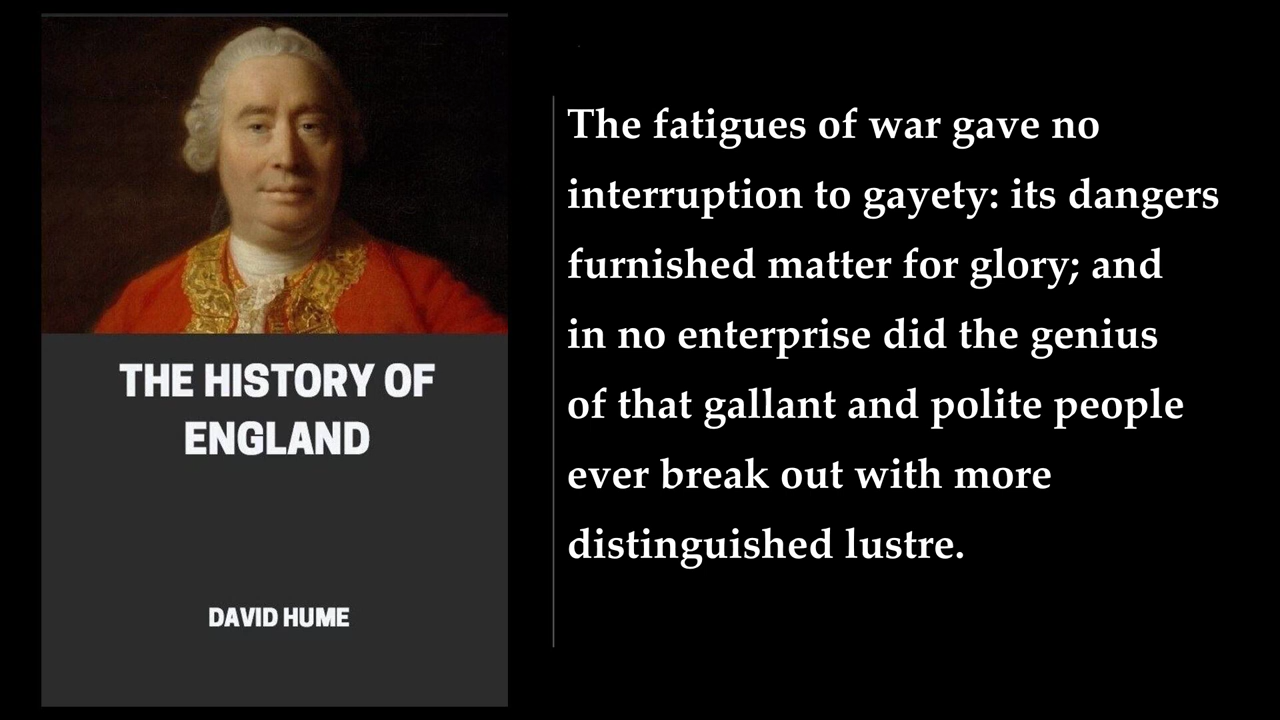 THE HISTORY OF
ENGLAND
DAVID HUME
The fatigues of war gave no
interruption to gayety: its dangers
furnished matter for glory; and
in no enterprise did the genius
of that gallant and polite people
ever break out with more
distinguished lustre.